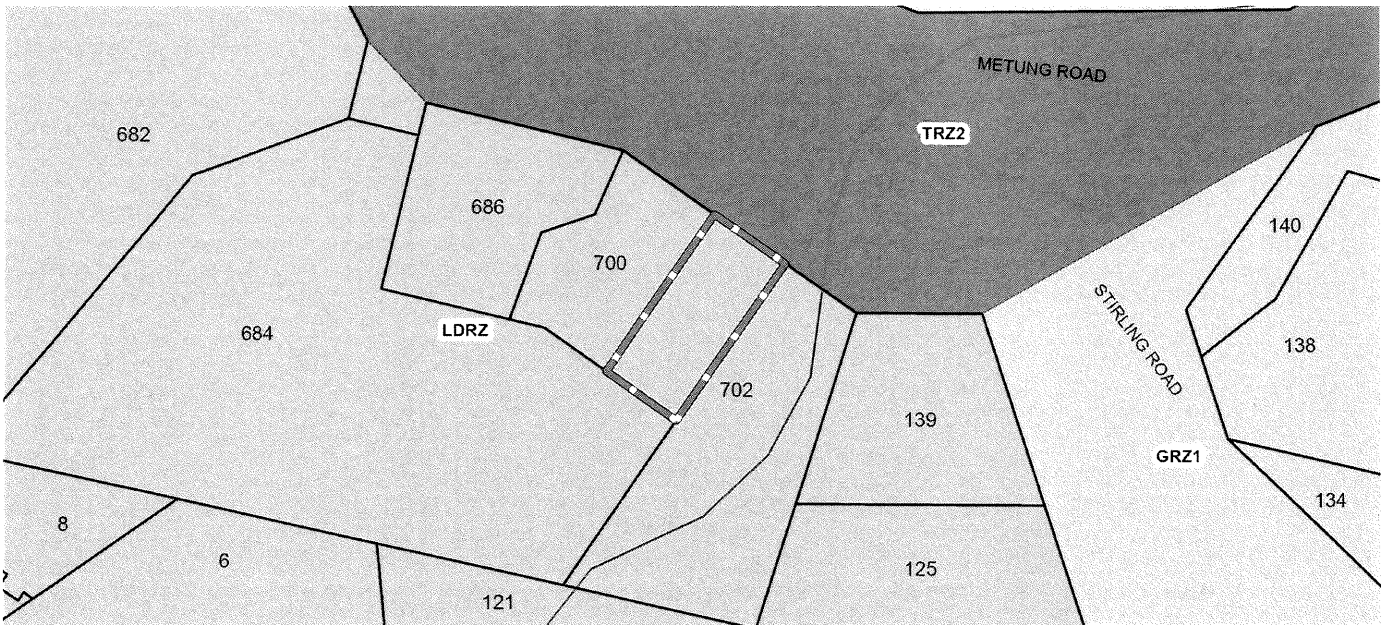 METUNG ROAD
682
TRZ2
686
140
700
STIRLING ROAD
684
LDRZ
138
702
139
GRZ1
134
8
6
125
121